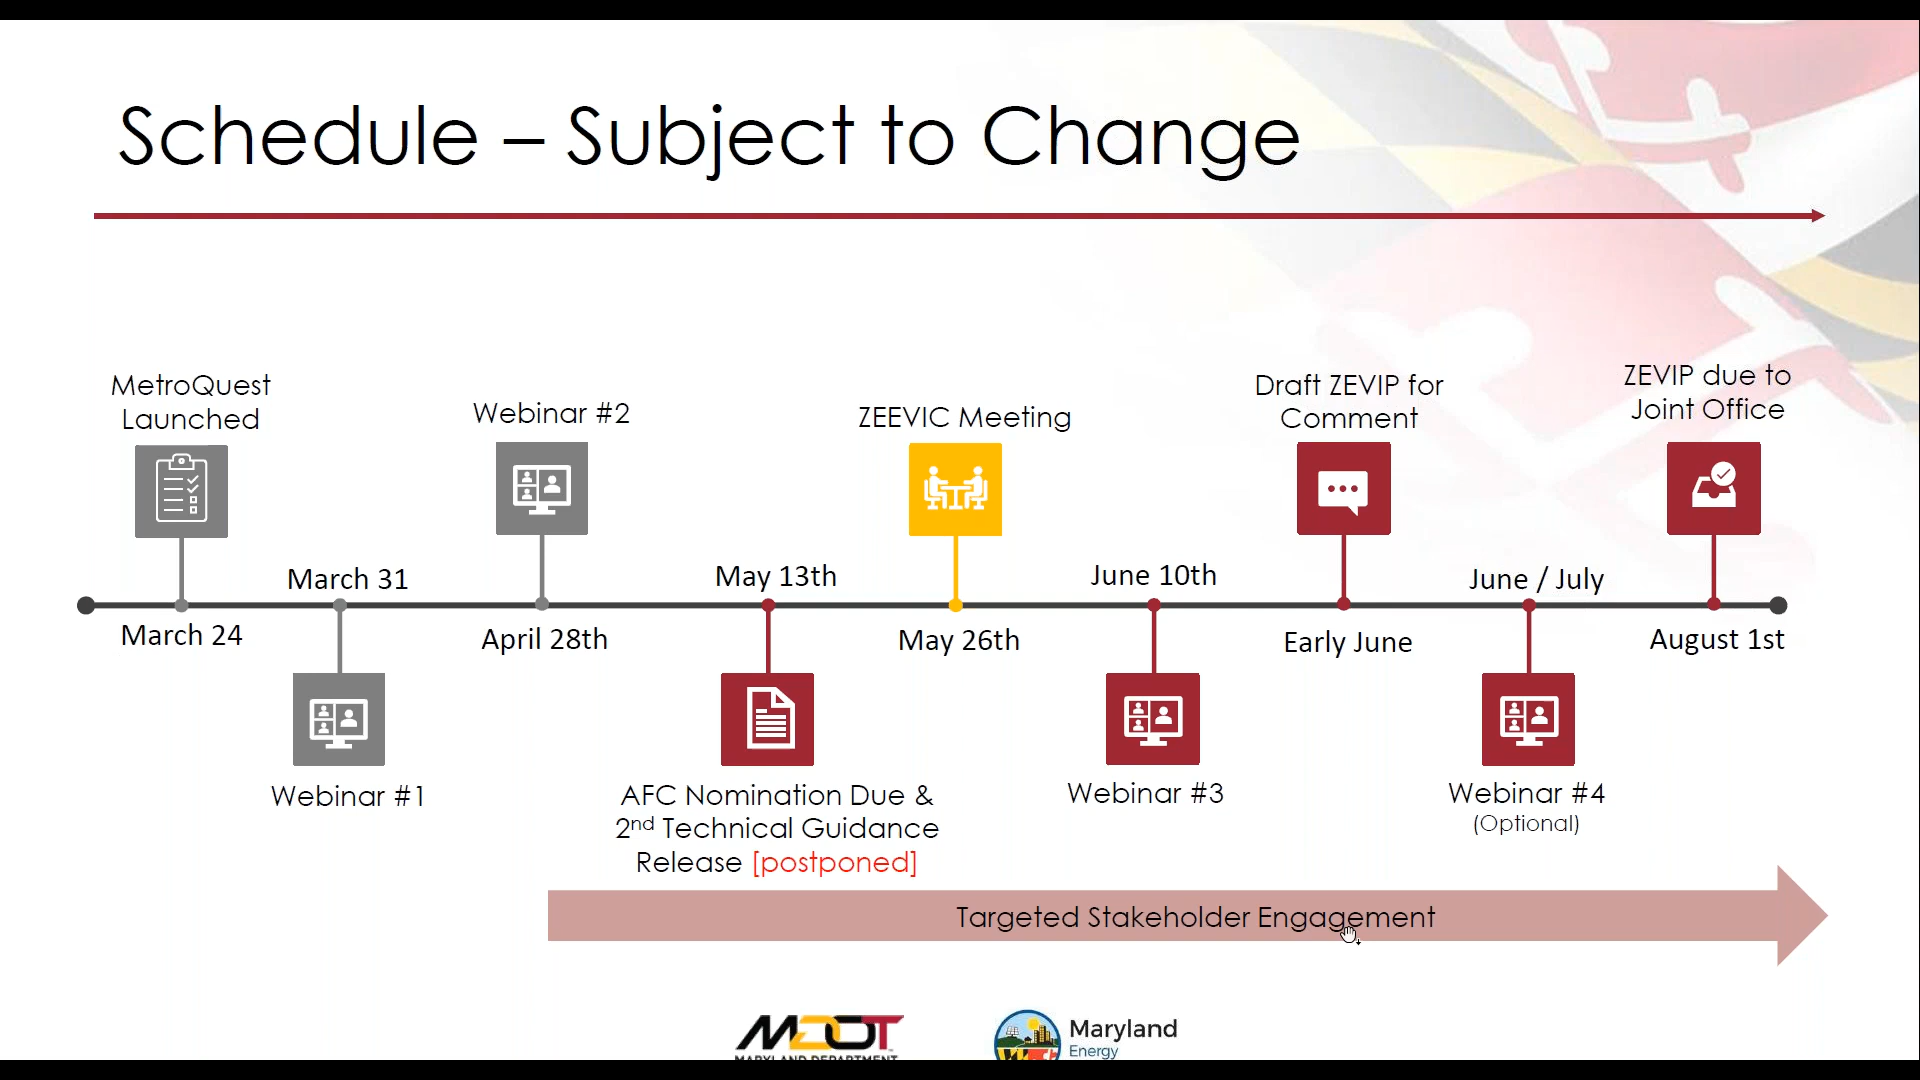 Schedule – Subject to Change
MetroQuest
Launched
Webinar #2
ZEEVIC Meeting
Draft ZEVIP for
Comment
ZEVIP due to
Joint Office
March 31
May 13th
June 10th
June / July
March 24
April 28th
May 26th
Early June
August 1st
Webinar #1
AFC Nomination Due &
2nd Technical Guidance
Release [postponed]
Webinar #3
Webinar #4
(Optional)
Targeted Stakeholder Engagement
MDOT
MARYLAND DEPARTMENT
Maryland
Energy